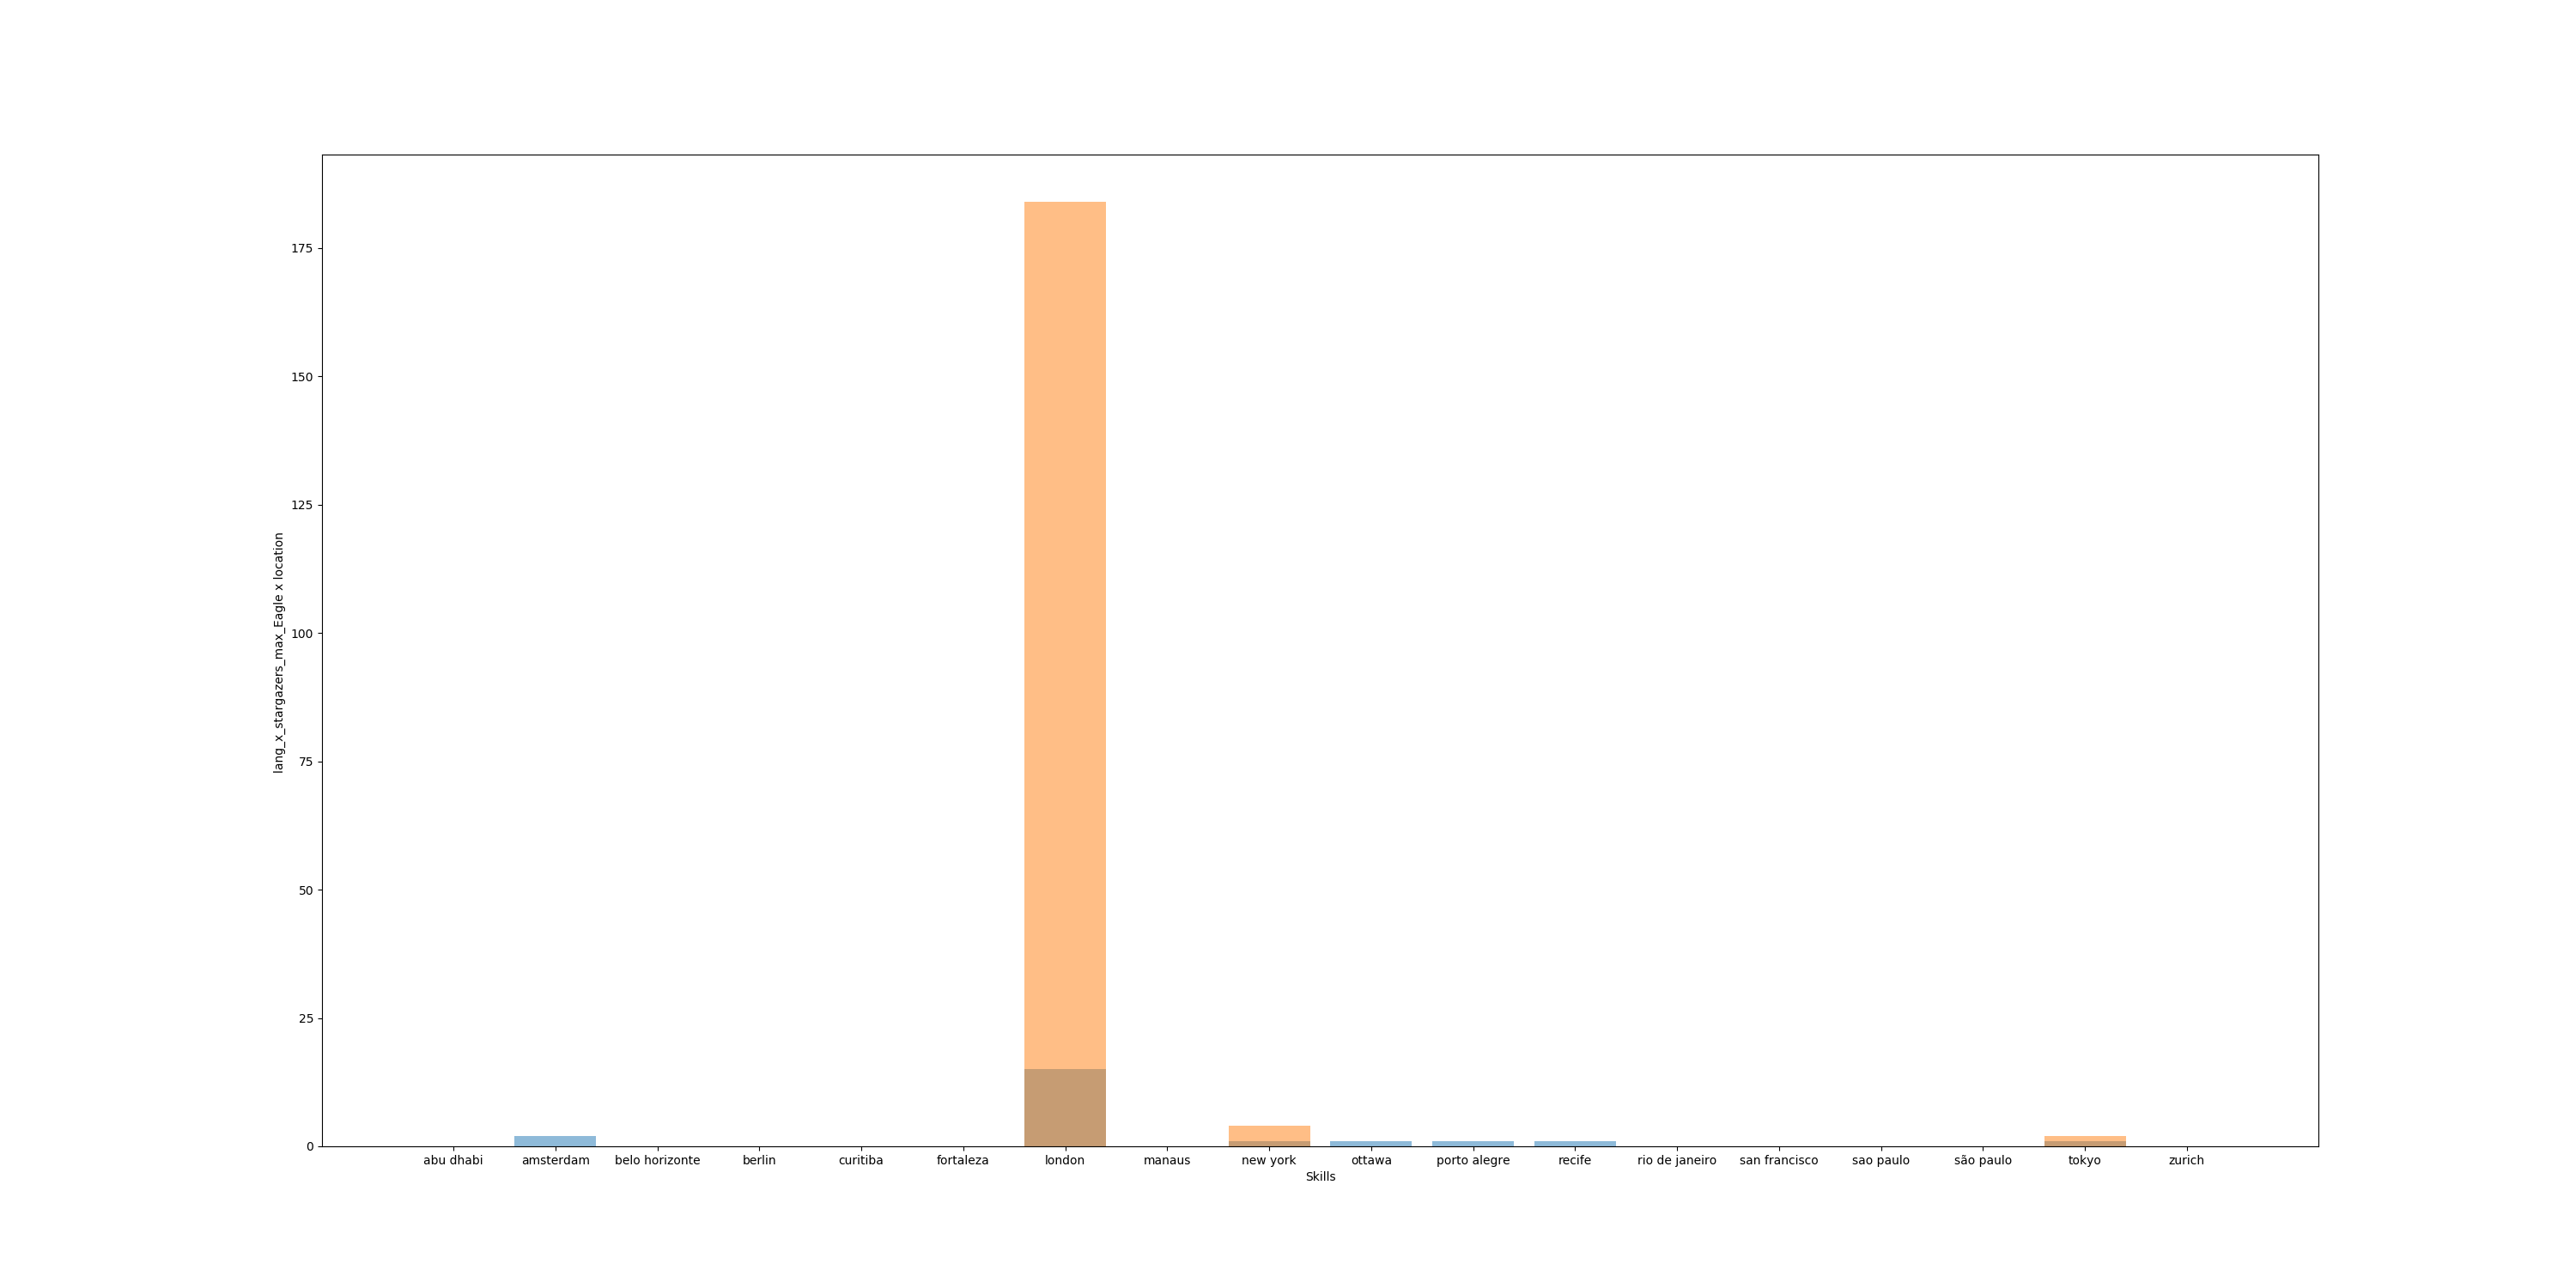 175
150
125
100
75
50
25
0
lang_x_stargazers_max_Eagle x location
abu dhabi amsterdam belo horizonte berlin curitiba fortaleza london manaus new york ottawa porto alegre recife rio de janeiro san francisco sao paulo são paulo tokyo zurich
Skills